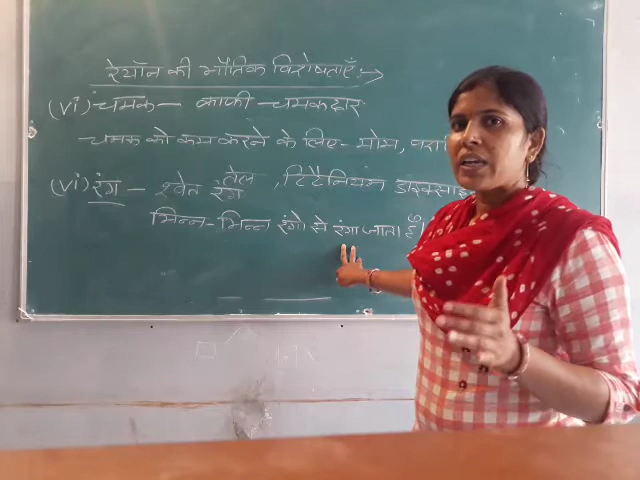 रेयॉन की भौतिक विशेषताएँ :->
(vi) चमक - काफी - चमकदार
चमक को कम करने के लिए - मोम,
तेल, टिटेनियम
(vi) रंग - श्वेत रंग
भिन्न-भिन्न रंगो से रंगा जाता है।